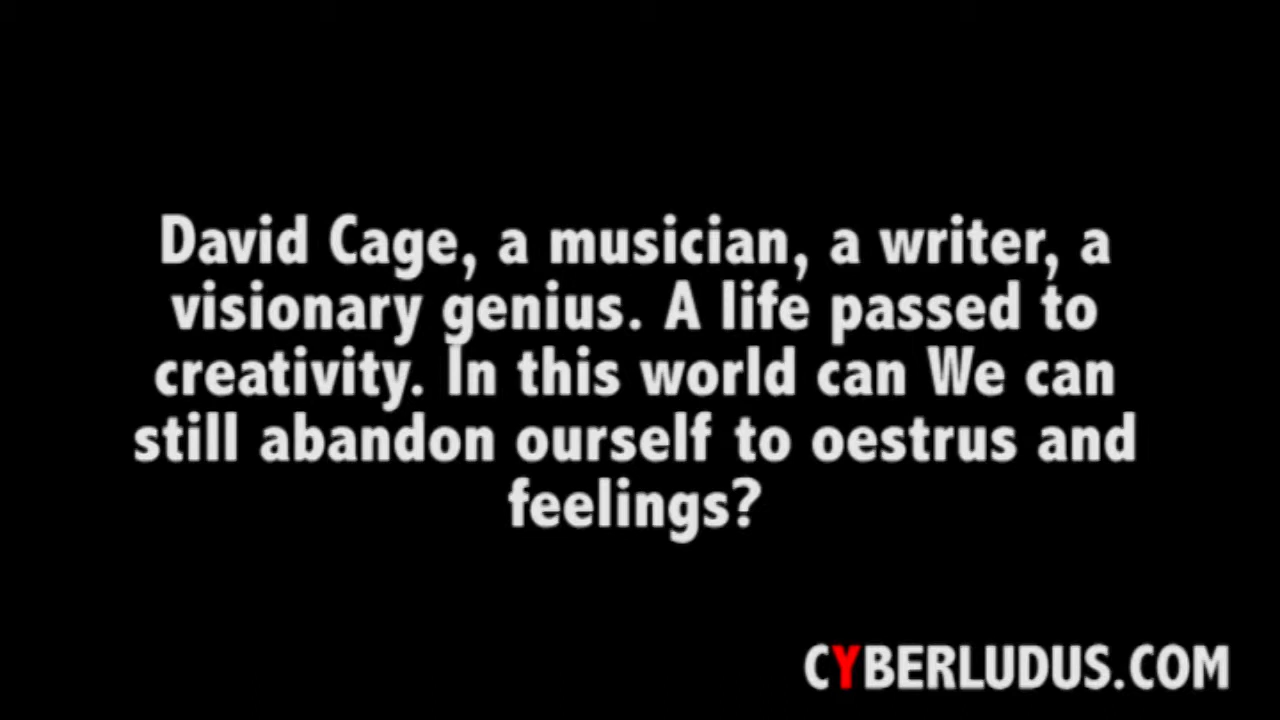 David Cage, a musician, a writer, a
visionary genius. A life passed to
creativity. In this world can We can
still abandon ourself to oestrus and
feelings?
CYBERLUDUS.COM